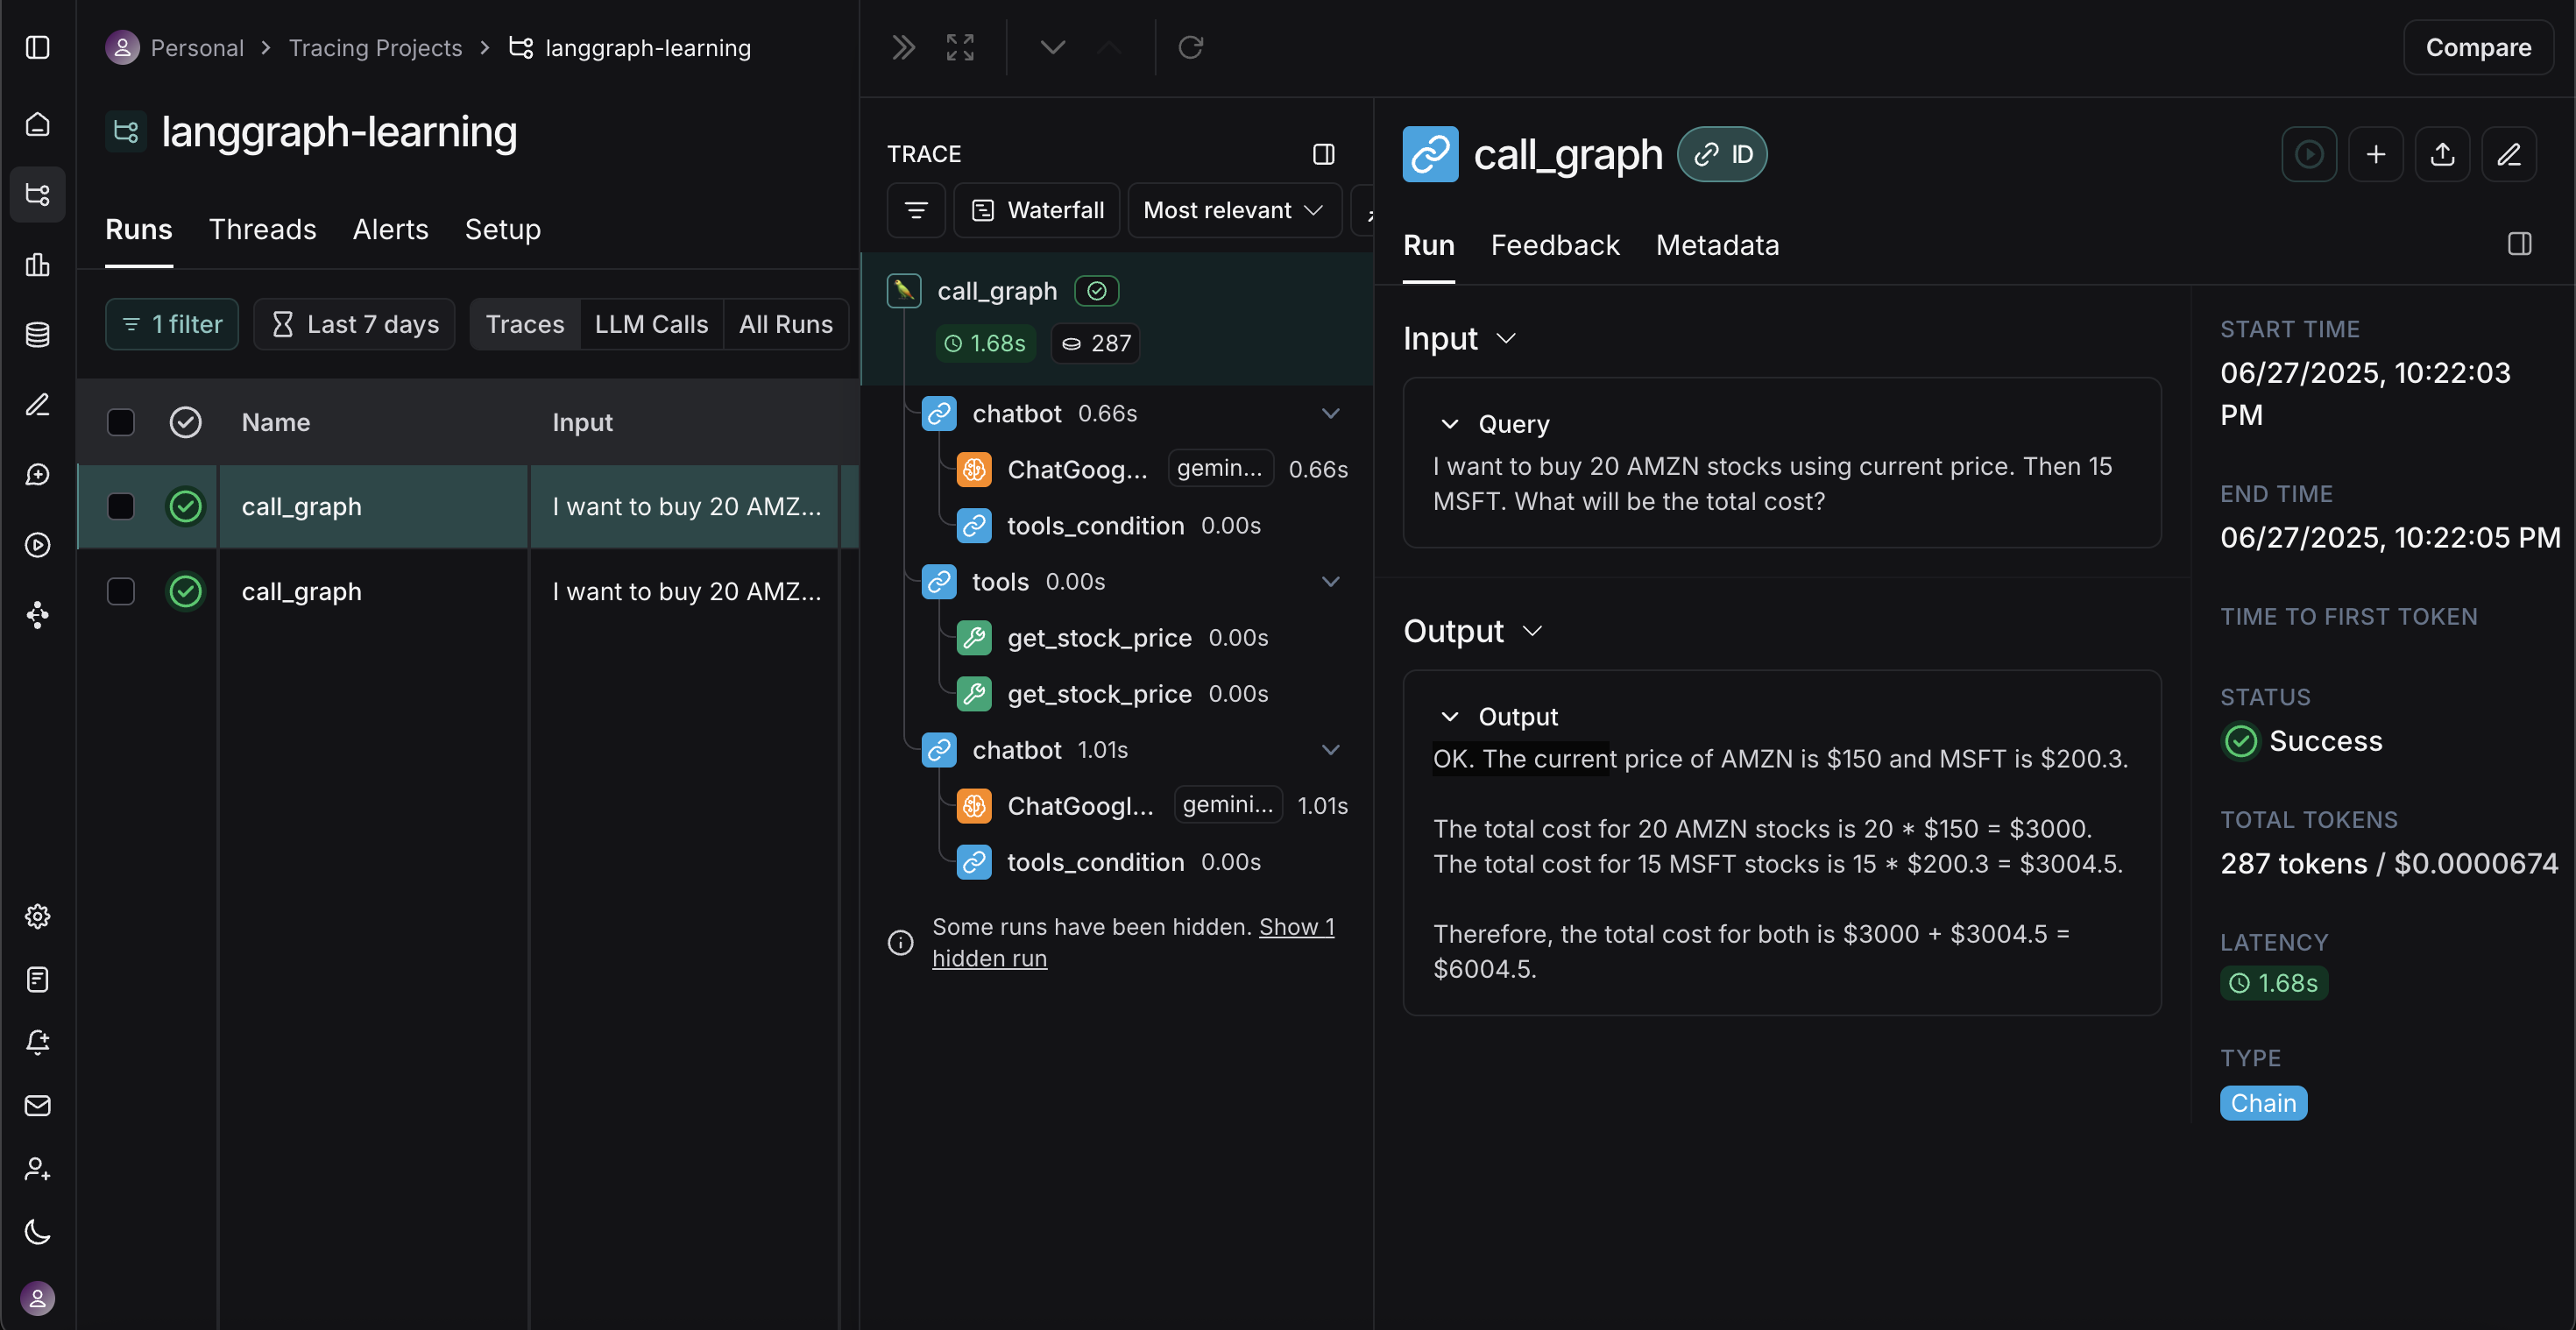 Personal > Tracing Projects > langgraph-learning
langgraph-learning
Runs Threads Alerts Setup
1 filter Last 7 days Traces LLM Calls All Runs
Name Input
call_graph I want to buy 20 AMZ...
call_graph I want to buy 20 AMZ...
TRACE
Waterfall Most relevant
call_graph
1.68s 287
chatbot 0.66s
ChatGoog... gemin... 0.66s
tools_condition 0.00s
tools 0.00s
get_stock_price 0.00s
get_stock_price 0.00s
chatbot 1.01s
ChatGoogl... gemini... 1.01s
tools_condition 0.00s
Some runs have been hidden. Show 1
hidden run
Compare
call_graph ID
Run Feedback Metadata
Input
Query
I want to buy 20 AMZN stocks using current price. Then 15
MSFT. What will be the total cost?
Output
Output
OK. The current price of AMZN is $150 and MSFT is $200.3.
The total cost for 20 AMZN stocks is 20 * $150 = $3000.
The total cost for 15 MSFT stocks is 15 * $200.3 = $3004.5.
Therefore, the total cost for both is $3000 + $3004.5 =
$6004.5.
START TIME
06/27/2025, 10:22:03
PM
END TIME
06/27/2025, 10:22:05 PM
TIME TO FIRST TOKEN
STATUS
Success
TOTAL TOKENS
287 tokens / $0.0000674
LATENCY
1.68s
TYPE
Chain